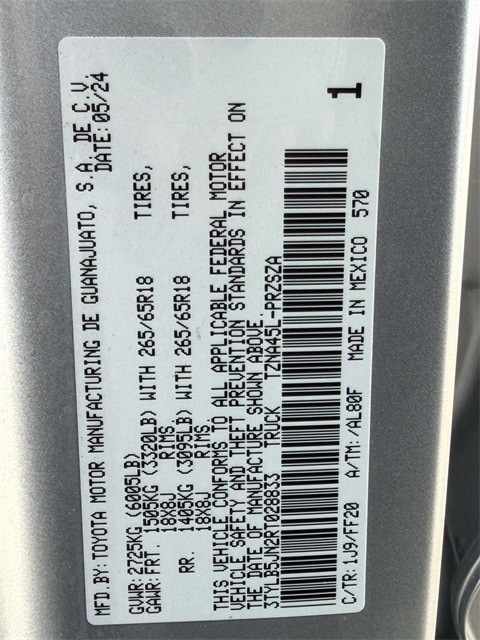 MFD.BY:TOYOTA MOTOR MANUFACTURING DE GUANAJUATO, S.A. DE C.V.
DATE:05/24
GVWR:2725KG (6005LB)
GAWR:FRT. 1505KG (3320LB) WITH 265/65R18 TIRES,
18X8J RIMS.
RR. 1405KG (3095LB) WITH 265/65R18 TIRES,
18X8J RIMS.
THIS VEHICLE CONFORMS TO ALL APPLICABLE FEDERAL MOTOR
VEHICLE SAFETY AND THEFT PREVENTION STANDARDS IN EFFECT ON
THE DATE OF MANUFACTURE SHOWN ABOVE.
3TYLB5JN2RT028833 TRUCK TZNA45L-PRZSZA
1
C/TR:1J9/FF20 A/TM:/AL80F MADE IN MEXICO 570